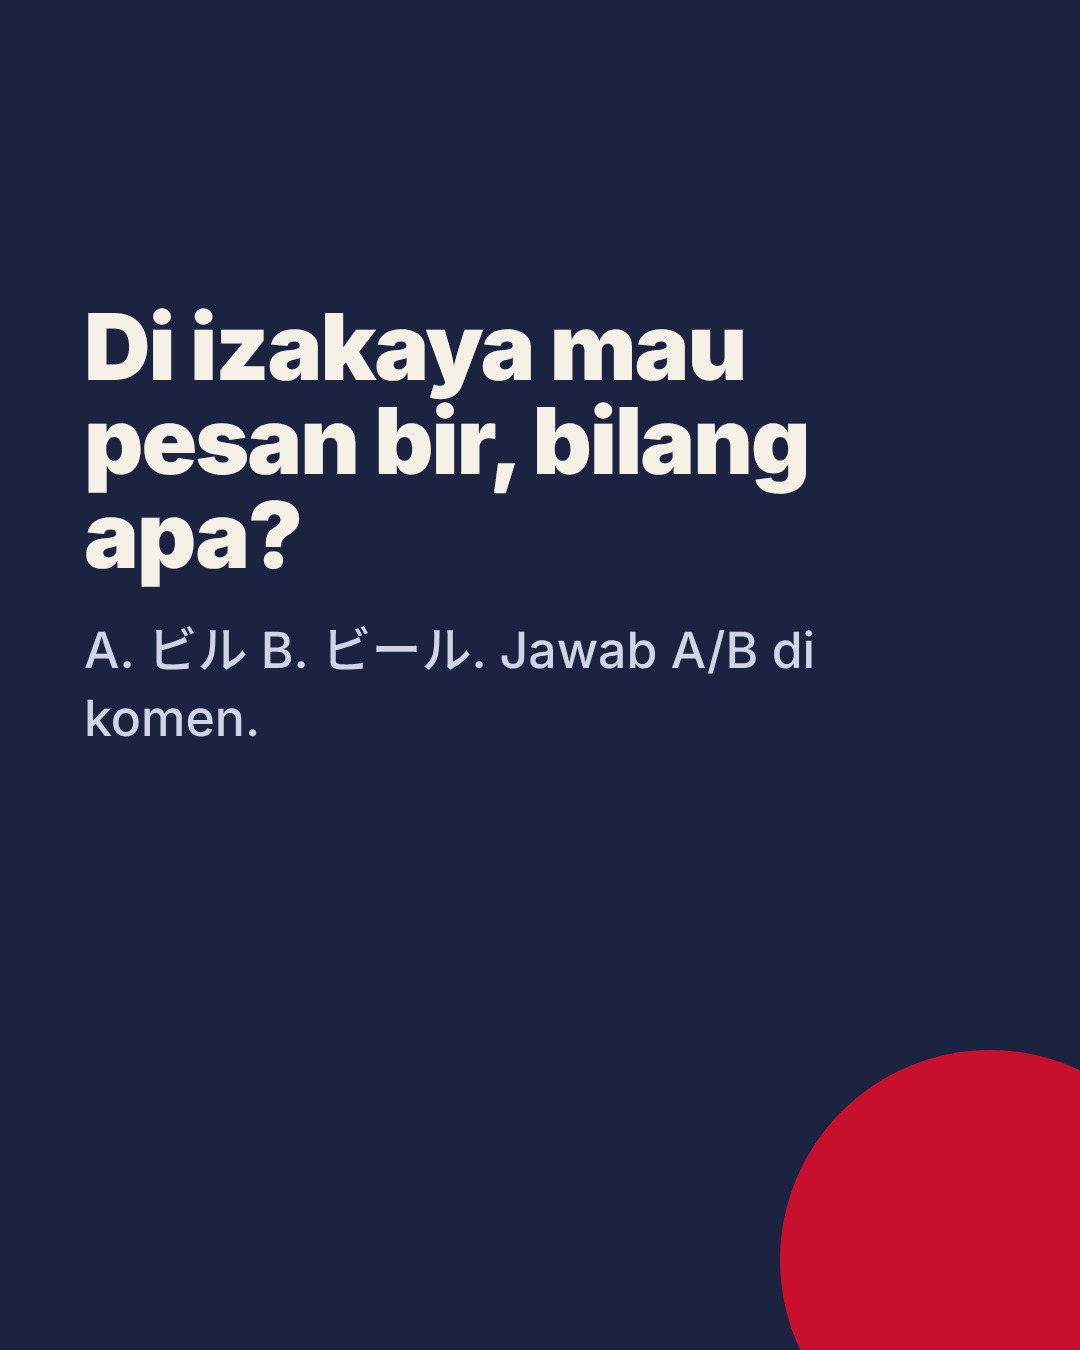 Di izakaya mau
pesan bir, bilang
apa?
A. ビル B. ビール. Jawab A/B di
komen.